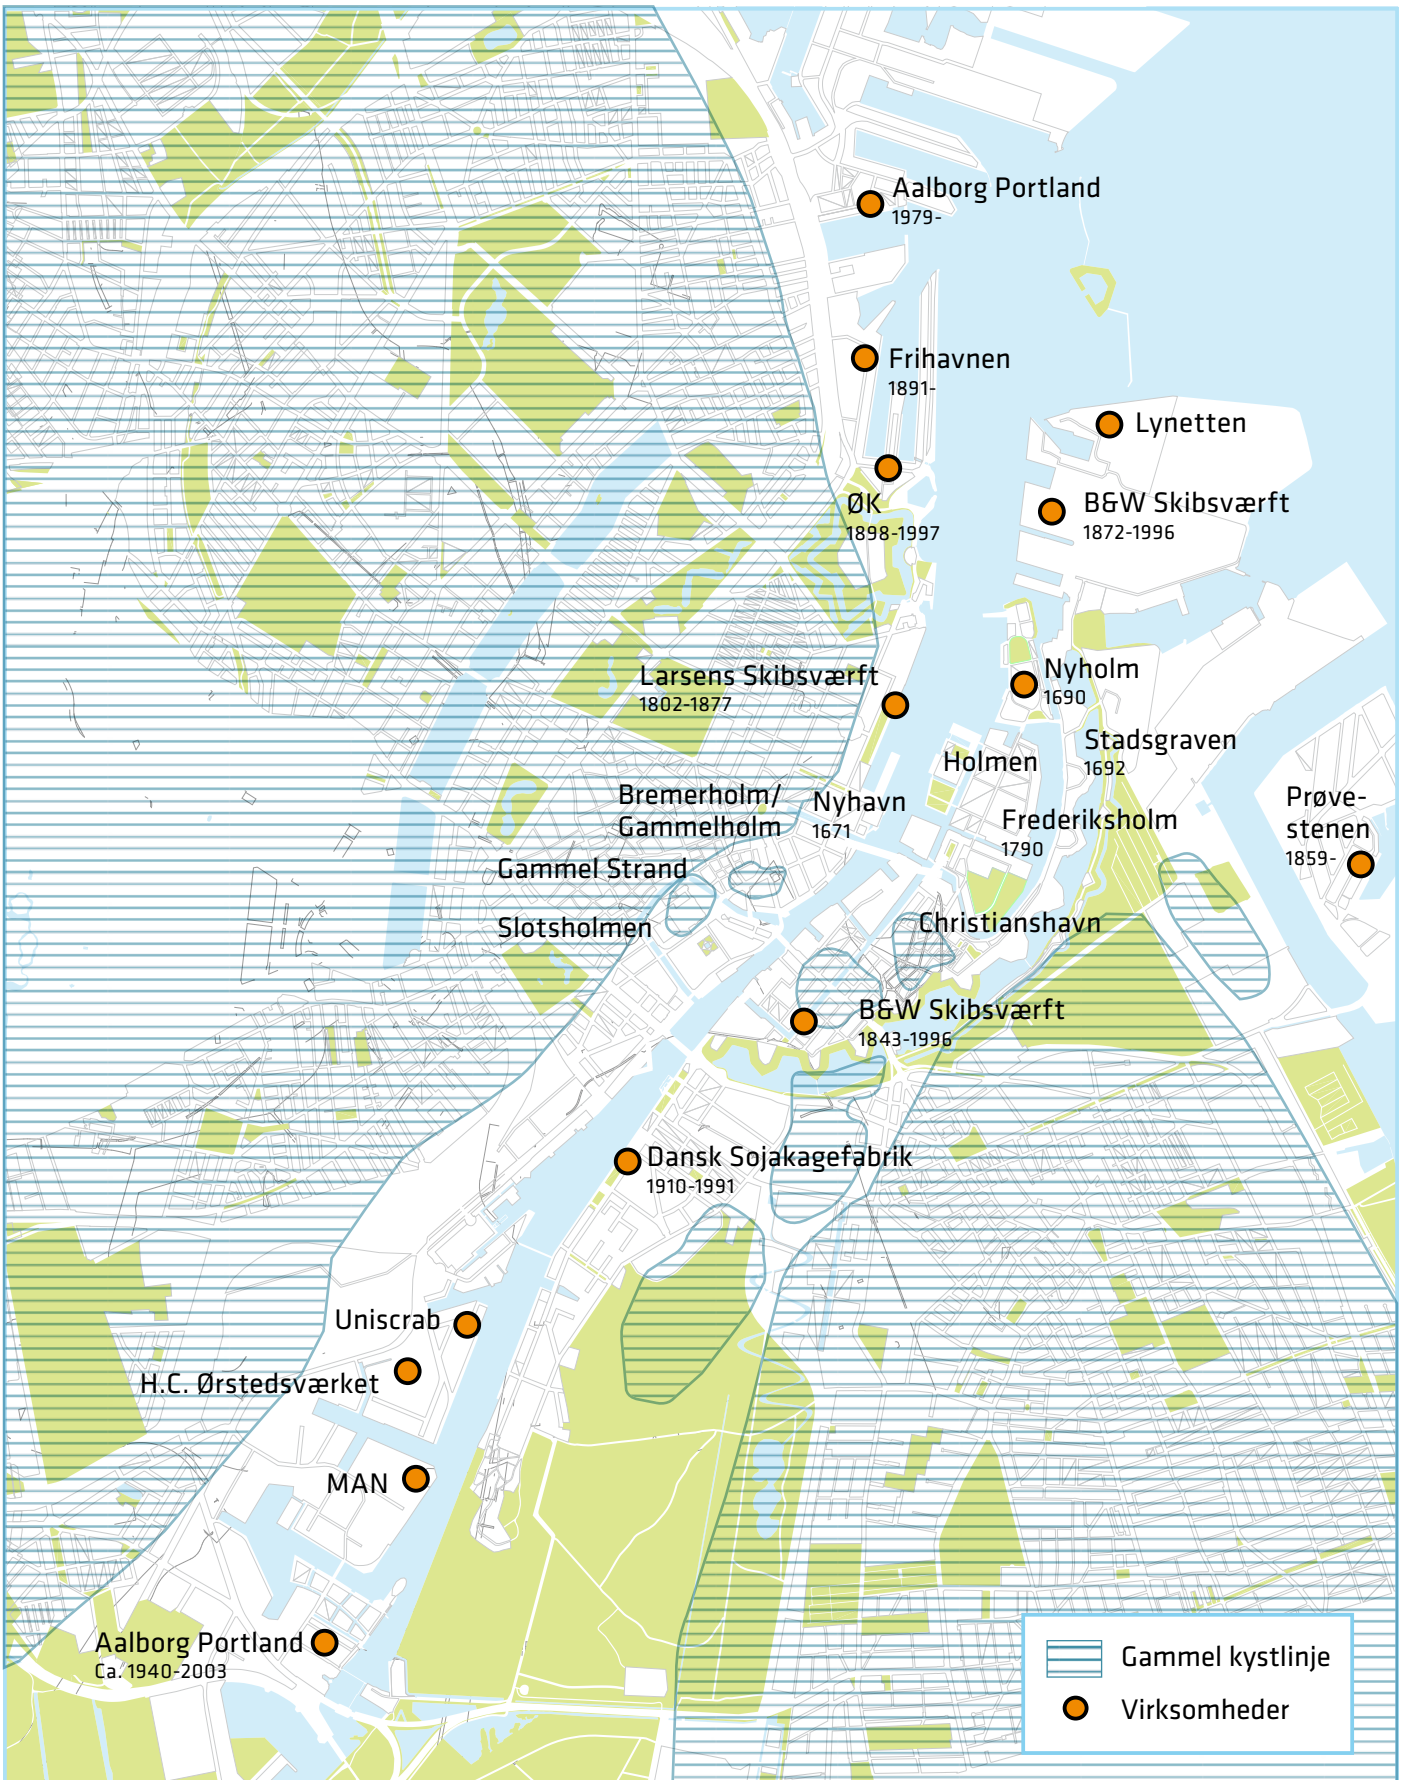 Aalborg Portland
1979-
Frihavnen
1891-
Lynetten
ØK
1898-1997
B&W Skibsværft
1872-1996
Larsens Skibsværft
1802-1877
Nyholm
1690
Stadsgraven
1692
Holmen
Bremerholm/
Gammelholm
Nyhavn
1671
Prøve-
stenen
1859-
Frederiksholm
1790
Gammel Strand
Slotsholmen
Christianshavn
B&W Skibsværft
1843-1996
Dansk Sojakagefabrik
1910-1991
Uniscrab
H.C. Ørstedsværket
MAN
Aalborg Portland
Ca. 1940-2003
Gammel kystlinje
Virksomheder